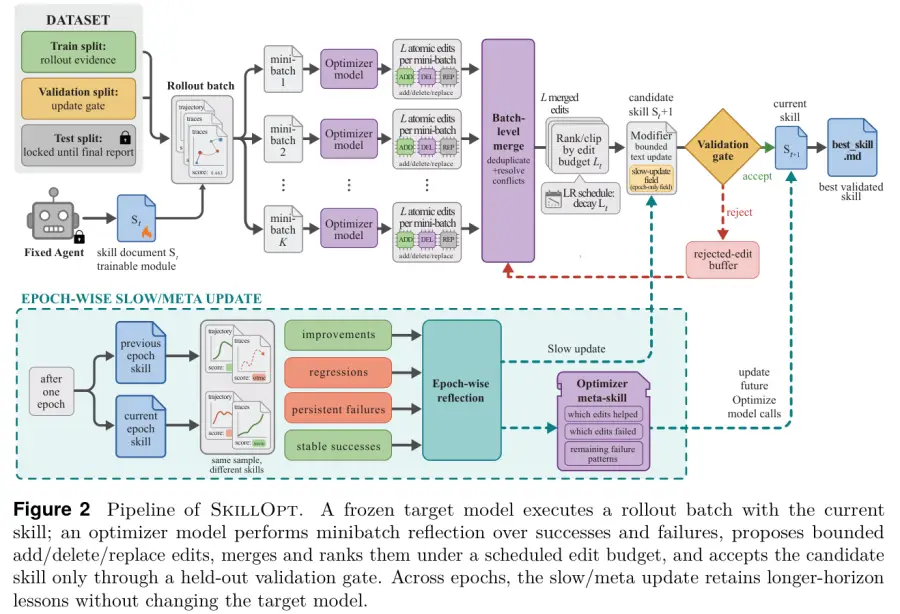 DATASET
Train split:
rollout evidence
Validation split:
update gate
Test split:
locked until final report
Fixed Agent
S_t
skill document S_t
trainable module
Rollout batch
trajectory
traces
mini-
batch
1
Optimizer
model
L atomic edits
per mini-batch
ADD DEL REP
add/delete/replace
mini-
batch
2
Optimizer
model
L atomic edits
per mini-batch
ADD DEL REP
add/delete/replace
mini-
batch
K
Optimizer
model
L atomic edits
per mini-batch
ADD DEL REP
add/delete/replace
Batch-
level
merge
deduplicate
+resolve
conflicts
L merged
edits
Rank/clip
by edit
budget L_t
LR schedule:
decay L_t
candidate
skill S_t+1
Modifier
bounded
text update
slow-update
field
(epoch-only field)
Validation
gate
accept
reject
rejected-edit
buffer
current
skill
S_t+1
best_skill
.md
best validated
skill
EPOCH-WISE SLOW/META UPDATE
after
one
epoch
previous
epoch
skill
current
epoch
skill
trajectory
traces
score:
score:
trajectory
traces
score:
score:
same sample,
different skills
improvements
regressions
persistent failures
stable successes
Epoch-wise
reflection
Slow update
Optimizer
meta-skill
which edits helped
which edits failed
remaining failure
patterns
update
future
Optimize
model calls
Figure 2 Pipeline of SKILLOPT. A frozen target model executes a rollout batch with the current
skill; an optimizer model performs minibatch reflection over successes and failures, proposes bounded
add/delete/replace edits, merges and ranks them under a scheduled edit budget, and accepts the candidate
skill only through a held-out validation gate. Across epochs, the slow/meta update retains longer-horizon
lessons without changing the target model.